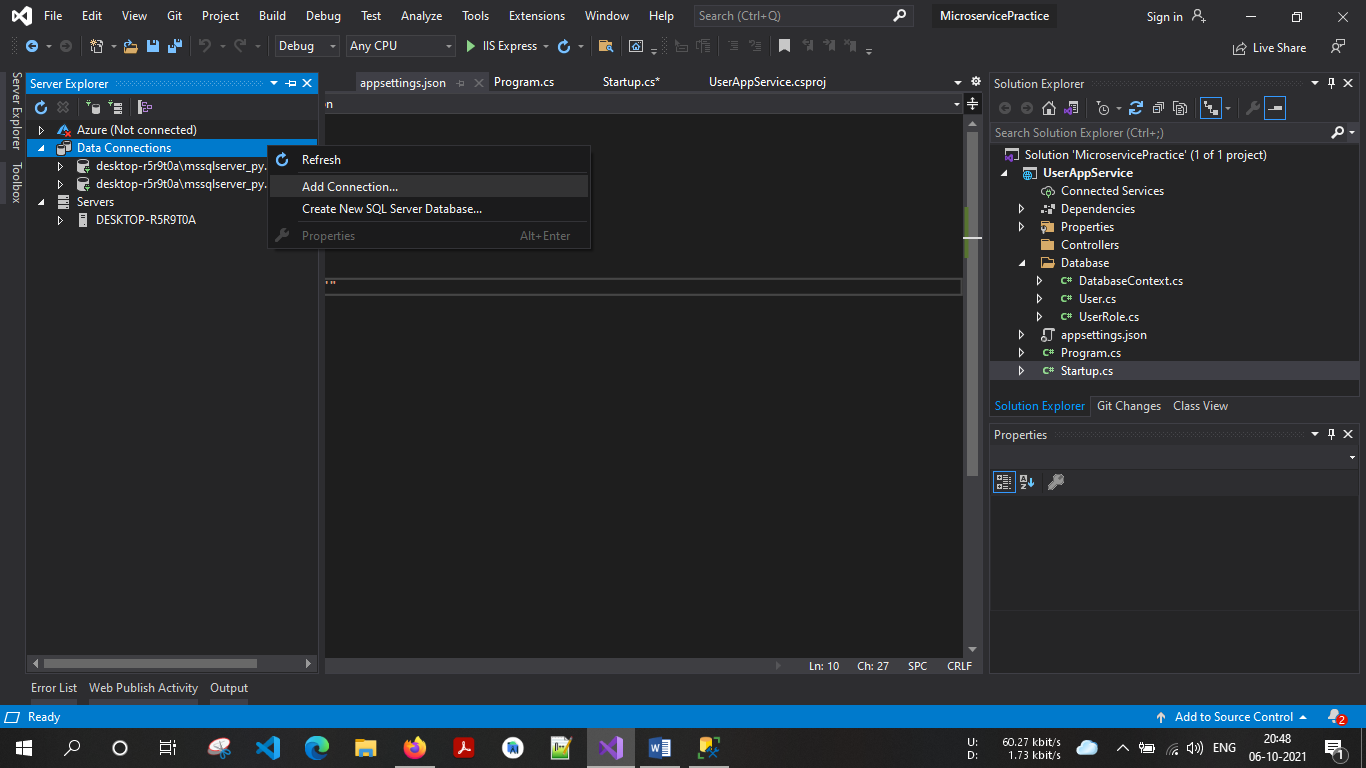 File Edit View Git Project Build Debug Test Analyze Tools Extensions Window Help Search (Ctrl+Q) MicroservicePractice Sign in
Debug Any CPU IIS Express Live Share
Server Explorer
Toolbox
Server Explorer
Azure (Not connected)
Data Connections
desktop-r5r9t0a\mssqlserver_py.
desktop-r5r9t0a\mssqlserver_py.
Servers
DESKTOP-R5R9T0A
Refresh
Add Connection...
Create New SQL Server Database...
Properties Alt+Enter
appsettings.json Program.cs Startup.cs* UserAppService.csproj
on
""
Ln: 10 Ch: 27 SPC CRLF
Solution Explorer
Search Solution Explorer (Ctrl+;)
Solution 'MicroservicePractice' (1 of 1 project)
UserAppService
Connected Services
Dependencies
Properties
Controllers
Database
DatabaseContext.cs
User.cs
UserRole.cs
appsettings.json
Program.cs
Startup.cs
Solution Explorer Git Changes Class View
Properties
Error List Web Publish Activity Output
Ready Add to Source Control 2
U: 60.27 kbit/s
D: 1.73 kbit/s
ENG
20:48
06-10-2021
1